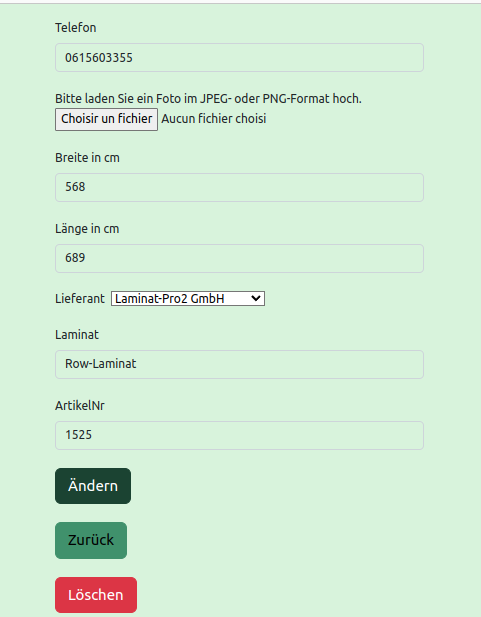 Telefon
0615603355
Bitte laden Sie ein Foto im JPEG- oder PNG-Format hoch.
Choisir un fichier Aucun fichier choisi
Breite in cm
568
Länge in cm
689
Lieferant Laminat-Pro2 GmbH
Laminat
Row-Laminat
ArtikelNr
1525
Ändern
Zurück
Löschen